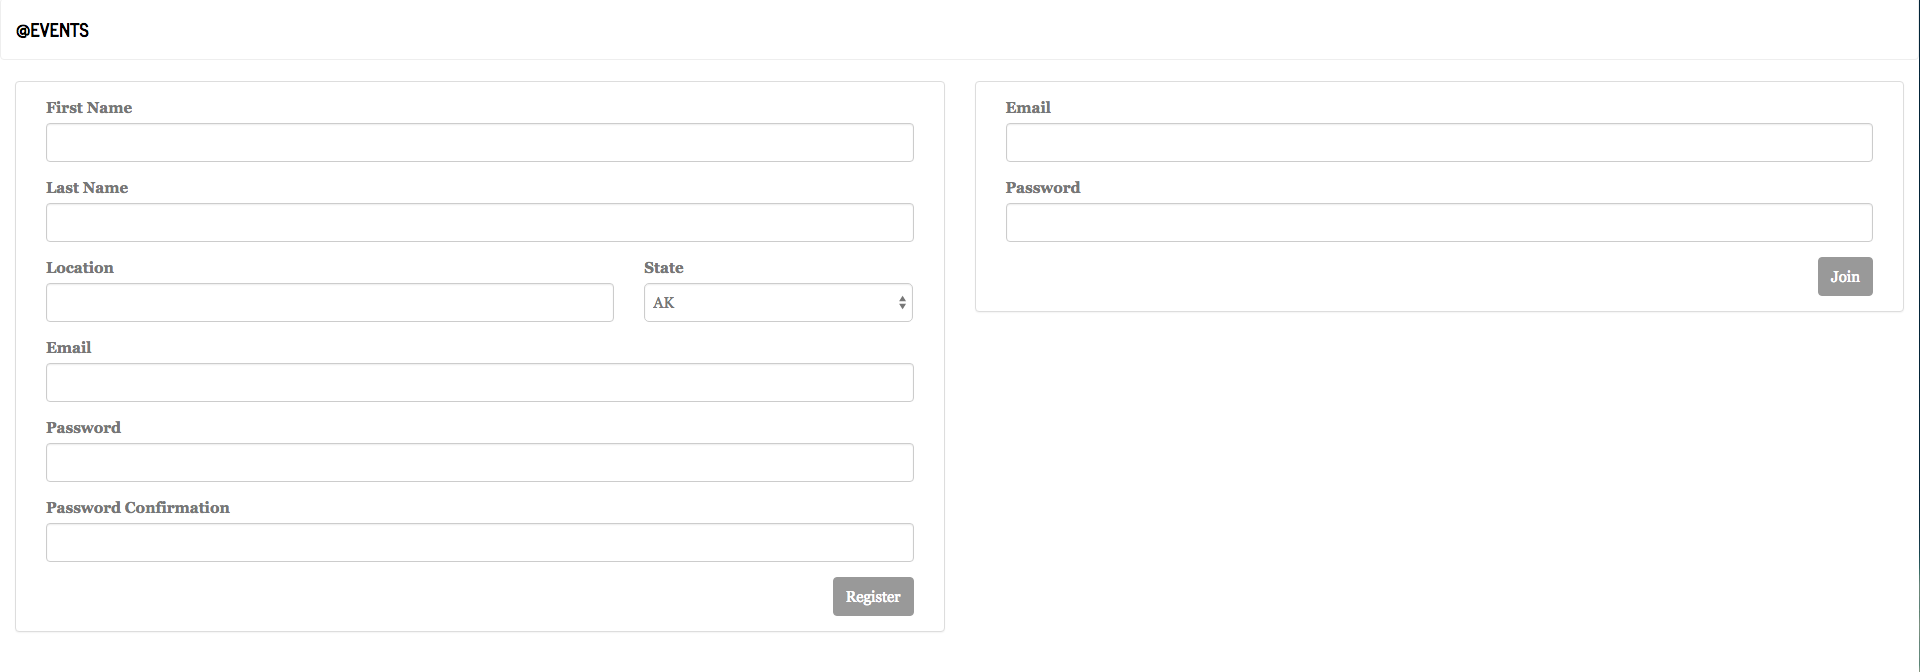 @EVENTS
First Name
Last Name
Location State
AK
Email
Password
Password Confirmation
Register
Email
Password
Join